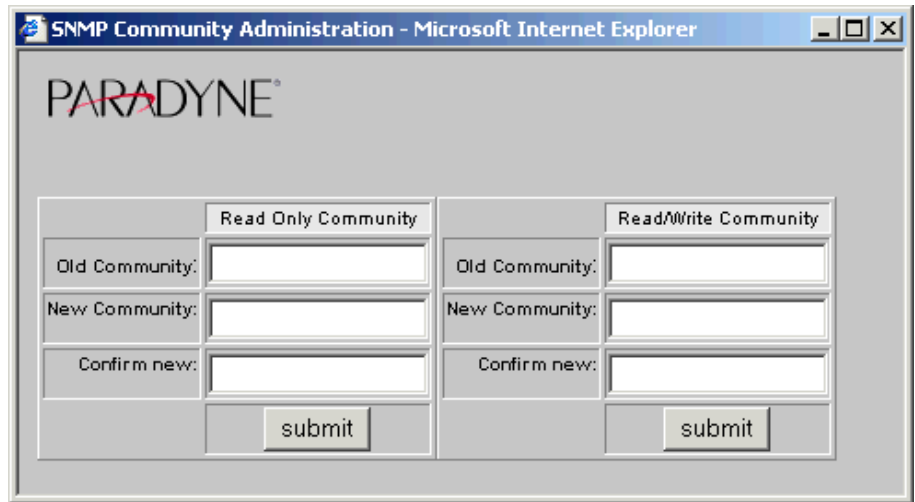 SNMP Community Administration - Microsoft Internet Explorer
PARADYNE®
Read Only Community
Read/Write Community
Old Community:
Old Community:
New Community:
New Community:
Confirm new:
Confirm new:
submit
submit